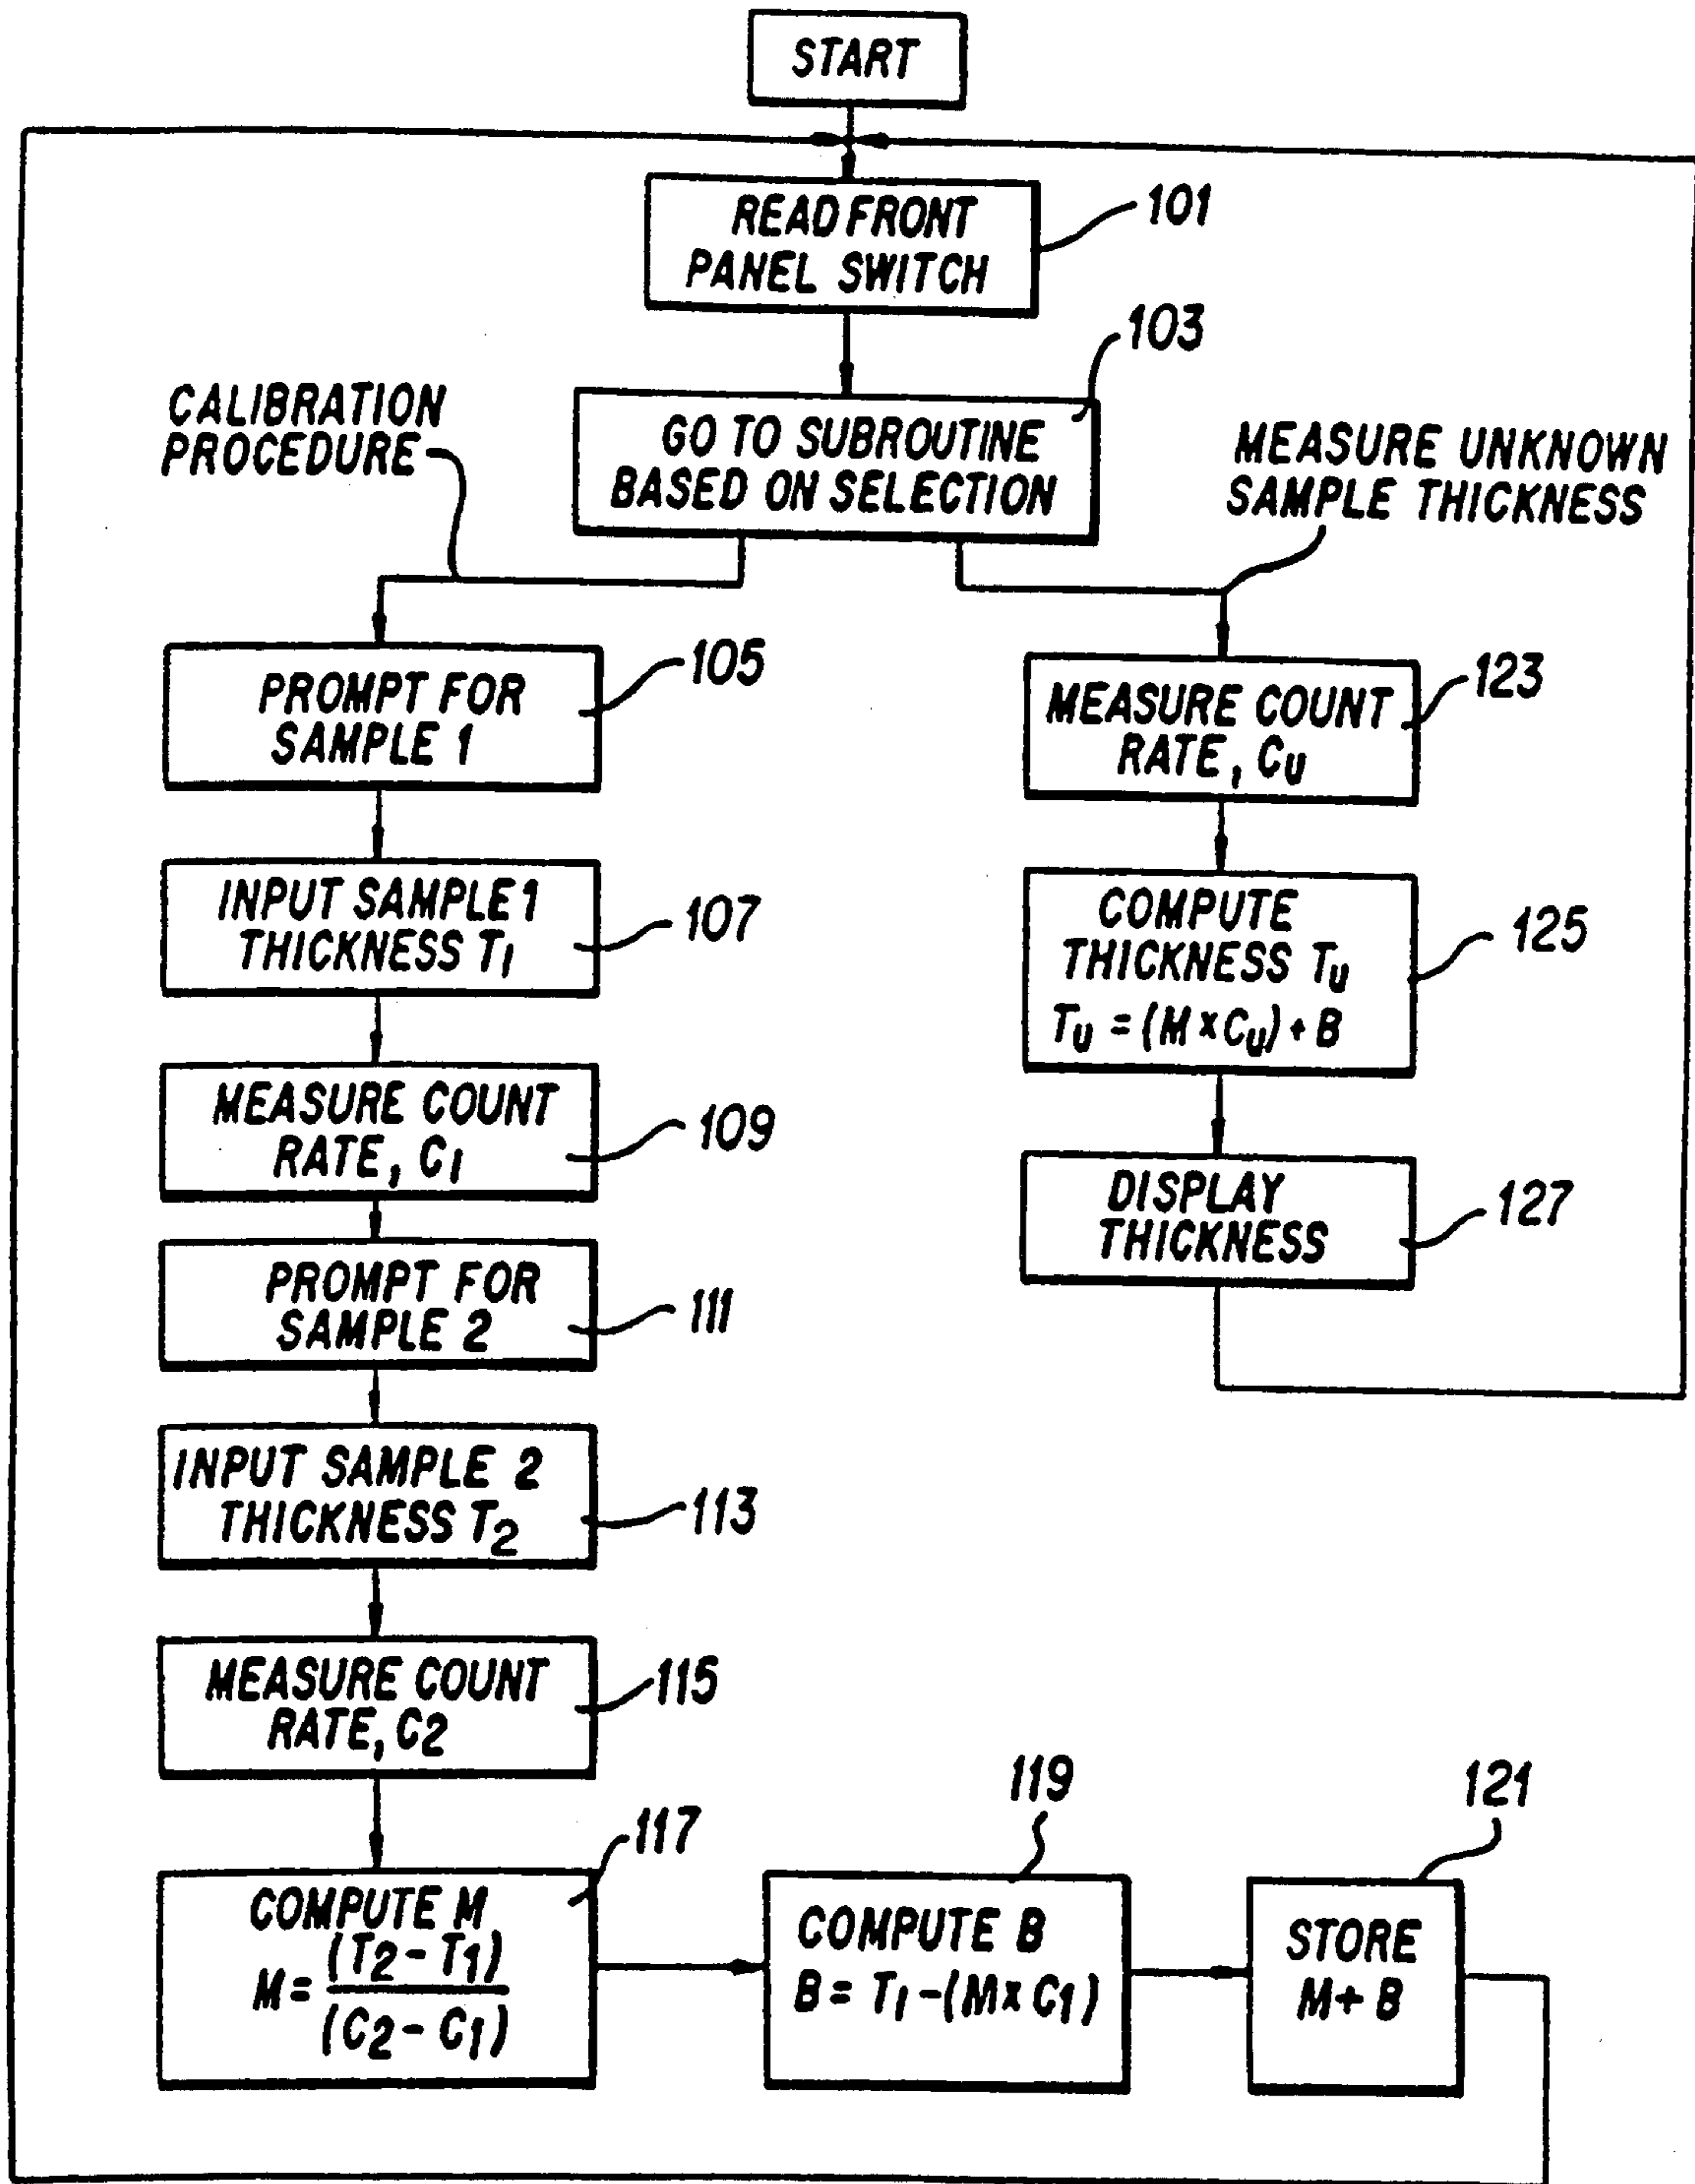 START
READ FRONT
PANEL SWITCH
101
103
GO TO SUBROUTINE
BASED ON SELECTION
CALIBRATION
PROCEDURE
MEASURE UNKNOWN
SAMPLE THICKNESS
PROMPT FOR
SAMPLE 1
105
INPUT SAMPLE 1
THICKNESS T1
107
MEASURE COUNT
RATE, C1
109
PROMPT FOR
SAMPLE 2
111
INPUT SAMPLE 2
THICKNESS T2
113
MEASURE COUNT
RATE, C2
115
COMPUTE M
M = (T2 - T1)
(C2 - C1)
117
COMPUTE B
B = T1 - (M x C1)
119
STORE
M + B
121
MEASURE COUNT
RATE, CU
123
COMPUTE
THICKNESS TU
TU = (M x CU) + B
125
DISPLAY
THICKNESS
127